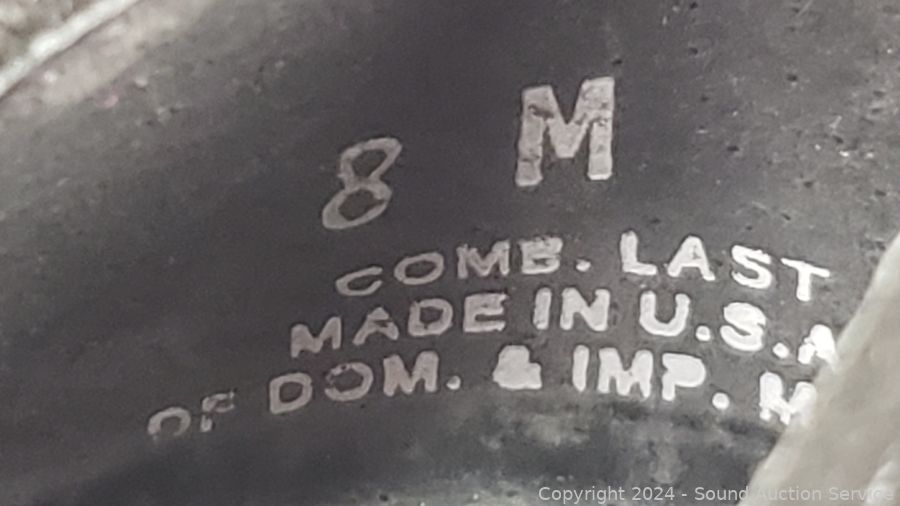 8 M
COMB. LAST
MADE IN U.S.A
OF DOM. & IMP.
Copyright 2024 - Sound Auction Service